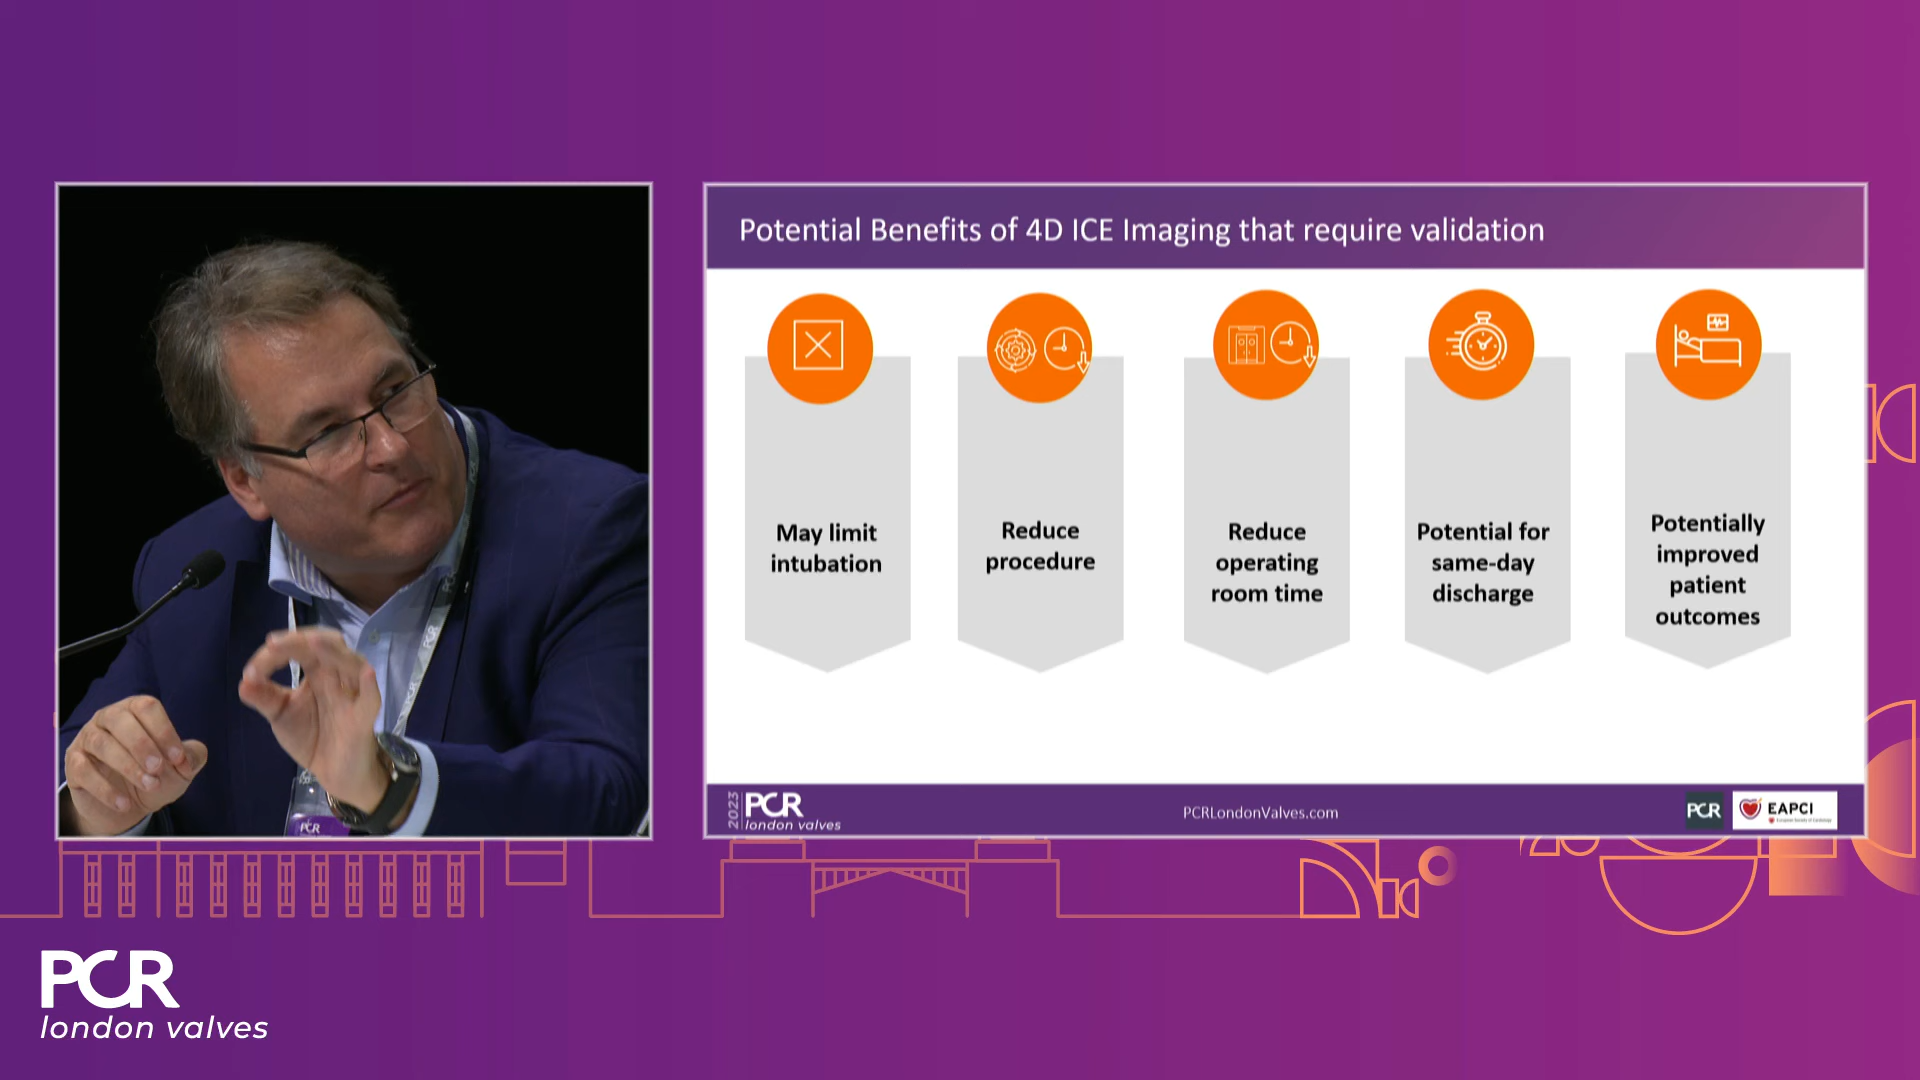 Potential Benefits of 4D ICE Imaging that require validation
May limit
intubation
Reduce
procedure
Reduce
operating
room time
Potential for
same-day
discharge
Potentially
improved
patient
outcomes
2023
PCR
london valves
PCRLondonValves.com
PCR
EAPCI
PCR
PCR
PCR
london valves